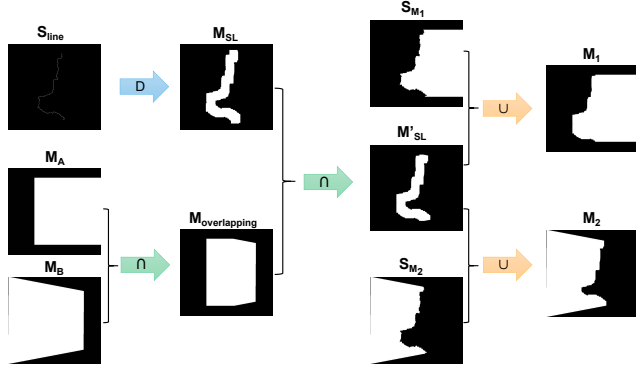 S_line
D
M_SL
M_A
M_B
∩
M_overlapping
∩
S_M₁
M'_SL
S_M₂
∪
M_1
∪
M_2